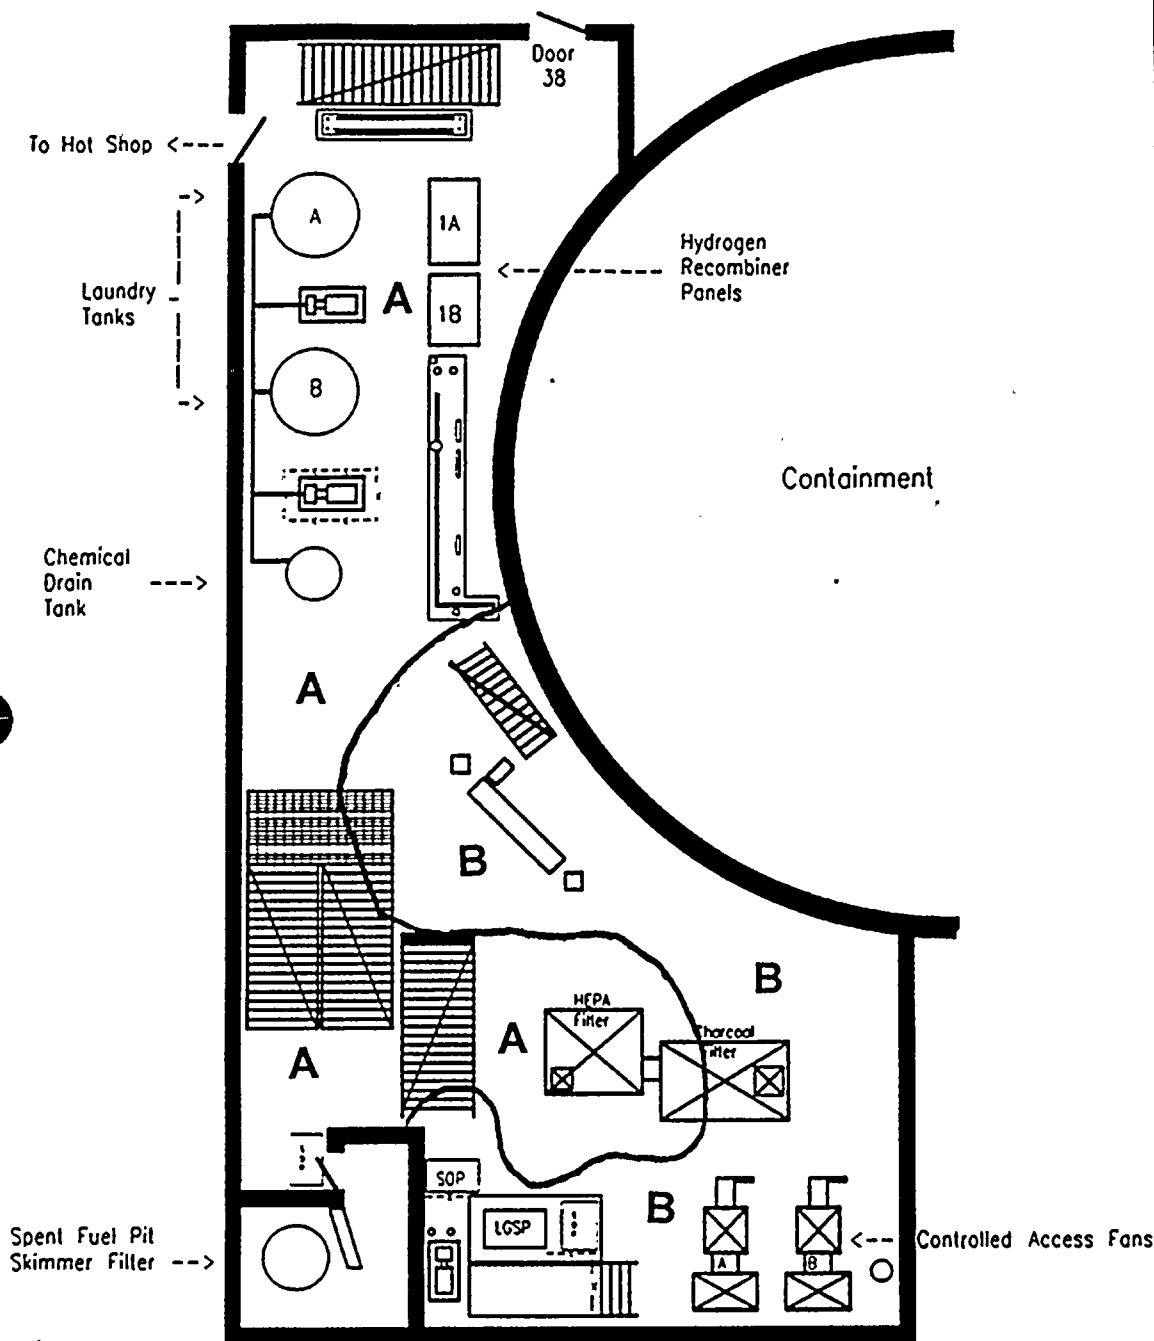 Door
38
To Hot Shop
A
1A
Hydrogen
Recombiner
Panels
Laundry
Tanks
A
1B
B
Containment
Chemical
Drain
Tank
A
B
B
HEPA
Filter
A
Charcoal
Filter
A
SOP
B
LGSP
Spent Fuel Pit
Skimmer Filter
Controlled Access Fans
A
B